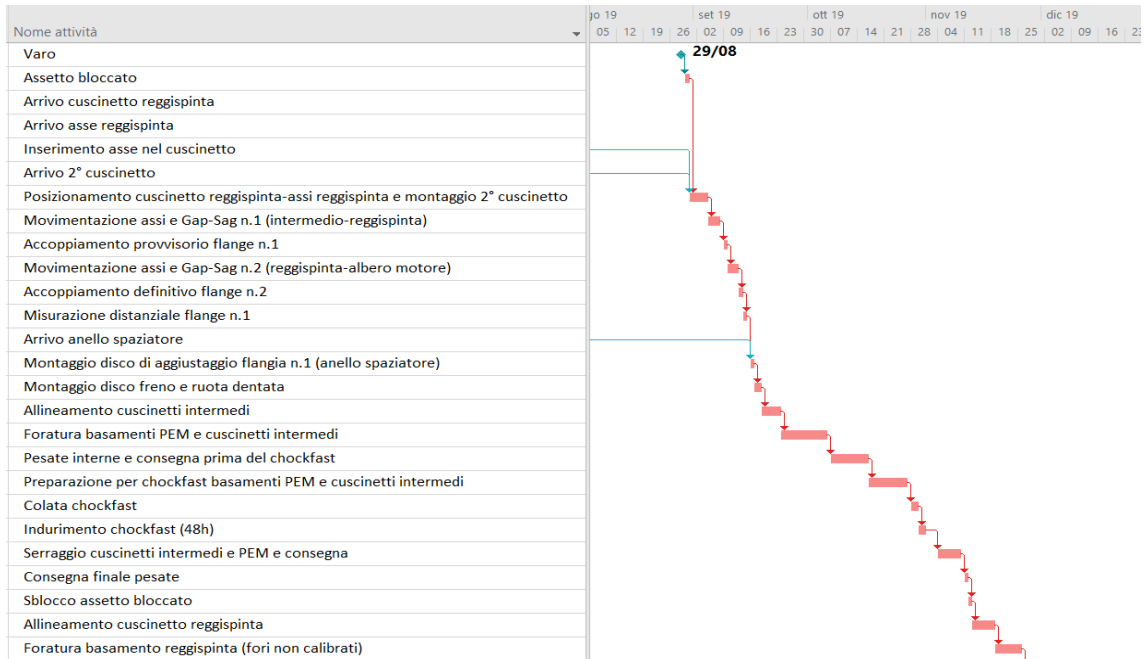 go 19 set 19 ott 19 nov 19 dic 19
Nome attività 05 12 19 26 02 09 16 23 30 07 14 21 28 04 11 18 25 02 09 16 23
Varo 29/08
Assetto bloccato
Arrivo cuscinetto reggispinta
Arrivo asse reggispinta
Inserimento asse nel cuscinetto
Arrivo 2° cuscinetto
Posizionamento cuscinetto reggispinta-assi reggispinta e montaggio 2° cuscinetto
Movimentazione assi e Gap-Sag n.1 (intermedio-reggispinta)
Accoppiamento provvisorio flange n.1
Movimentazione assi e Gap-Sag n.2 (reggispinta-albero motore)
Accoppiamento definitivo flange n.2
Misurazione distanziale flange n.1
Arrivo anello spaziatore
Montaggio disco di aggiustaggio flangia n.1 (anello spaziatore)
Montaggio disco freno e ruota dentata
Allineamento cuscinetti intermedi
Foratura basamenti PEM e cuscinetti intermedi
Pesate interne e consegna prima del chockfast
Preparazione per chockfast basamenti PEM e cuscinetti intermedi
Colata chockfast
Indurimento chockfast (48h)
Serraggio cuscinetti intermedi e PEM e consegna
Consegna finale pesate
Sblocco assetto bloccato
Allineamento cuscinetto reggispinta
Foratura basamento reggispinta (fori non calibrati)